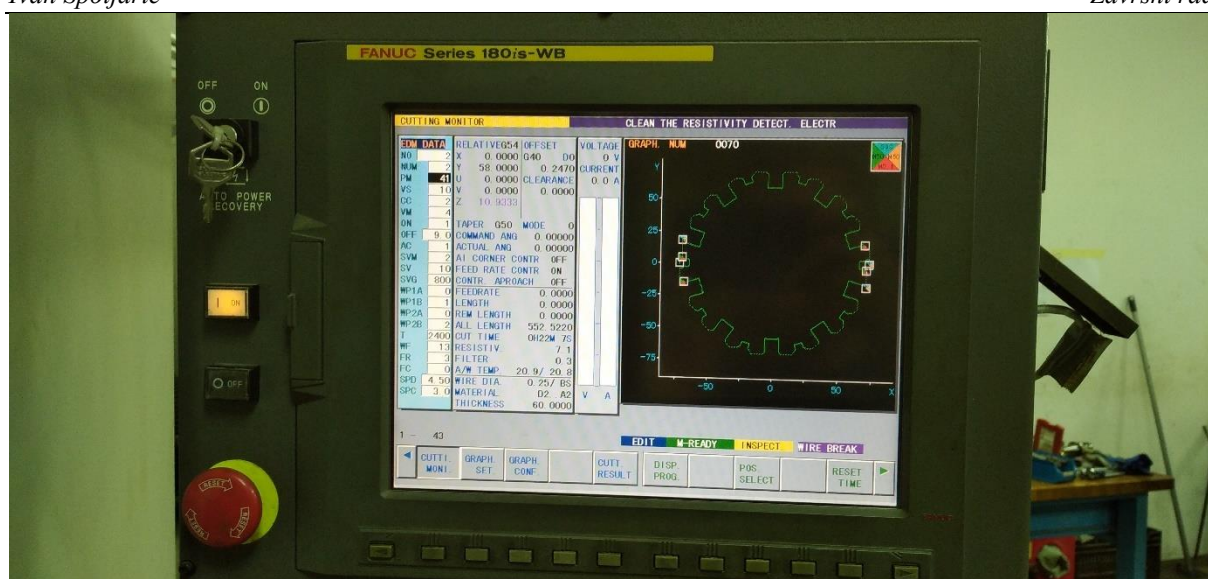 Ivan Špoljarić
Završni rad
FANUC Series 180is-WB
OFF ON
AUTO POWER
RECOVERY
I ON
O OFF
RESET
RESET
RESET
CUTTING MONITOR CLEAN THE RESISTIVITY DETECT. ELECTR
EDM DATA RELATIVE G54 OFFSET VOLTAGE GRAPH. NUM 0070
NO 2 X 0.0000 G40 D0 0 V
NUM 2 Y 58.0000 0.2470 CURRENT
PM 41 U 0.0000 CLEARANCE 0.0 A
VS 10 V 0.0000 0.0000
CC 2 Z 10.9333
VM 4
ON 1 TAPER G50 MODE 0
OFF 9.0 COMMAND ANG 0.00000
AC 1 ACTUAL ANG 0.00000
SVM 2 AI CORNER CONTR OFF
SV 10 FEED RATE CONTR ON
SVG 800 CONTR. APROACH OFF
WP1A 0 FEEDRATE 0.0000
WP1B 1 LENGTH 0.0000
WP2A 0 REM LENGTH 0.0000
WP2B 2 ALL LENGTH 552.5220
T 2400 CUT TIME 0H22M 7S
WF 13 RESISTIV. 7.1
FR 3 FILTER 0.3
FC 0 A/W TEMP. 20.9/ 20.8
SPD 4.50 WIRE DIA. 0.25/ BS
SPC 3.0 MATERIAL D2. A2
THICKNESS 60.0000
V A
Y
50
25
0
-25
-50
-75
-50 0 50 X
1 - 43
EDIT M-READY INSPECT WIRE BREAK
CUTTI. MONI.
GRAPH. SET
GRAPH. CONF.
CUTT. RESULT
DISP. PROG.
POS. SELECT
RESET TIME